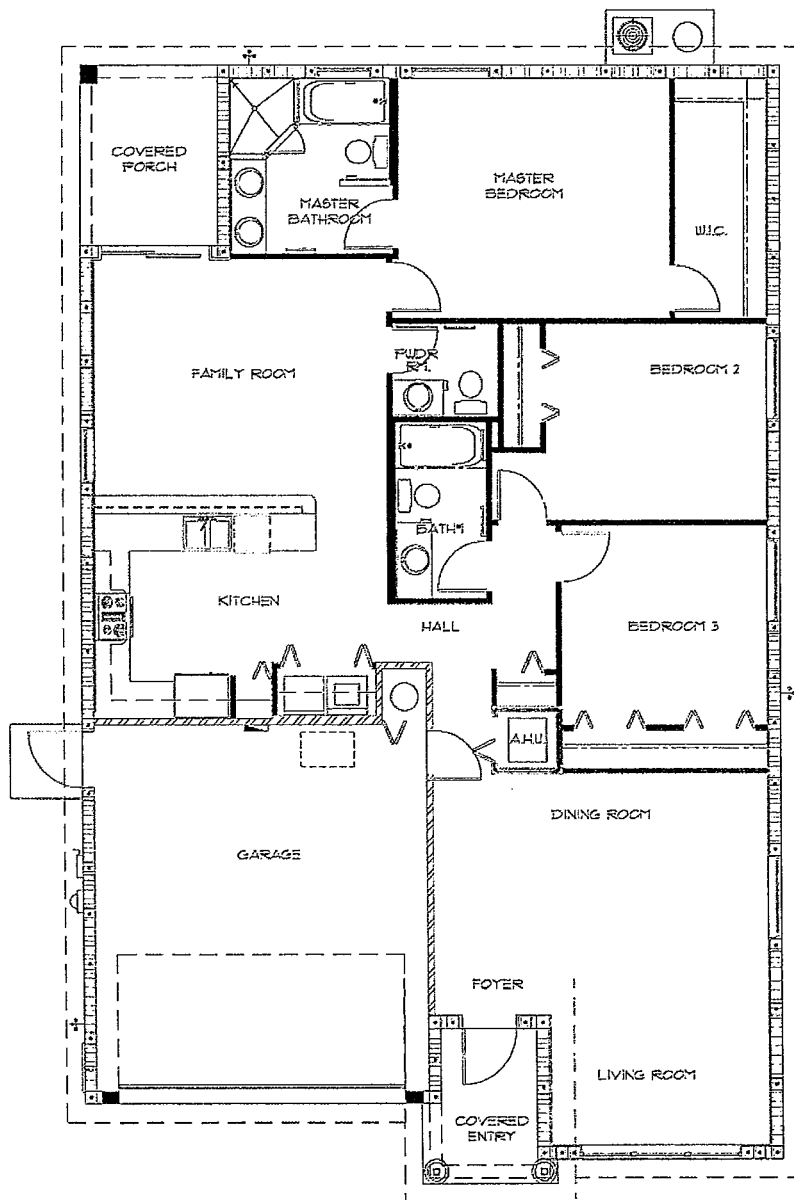 COVERED
PORCH
MASTER
BATHROOM
MASTER
BEDROOM
W.I.C.
FAMILY ROOM
PWDR
RM.
BEDROOM 2
BATH 1
KITCHEN
HALL
BEDROOM 3
A.H.U.
DINING ROOM
GARAGE
FOYER
LIVING ROOM
COVERED
ENTRY